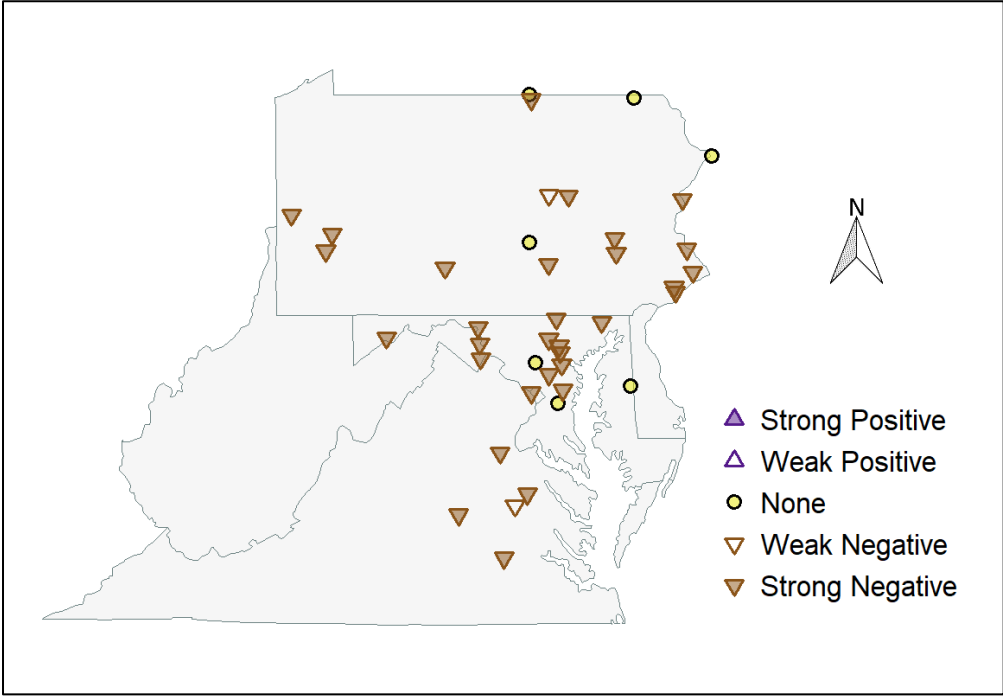 N
Strong Positive
Weak Positive
None
Weak Negative
Strong Negative